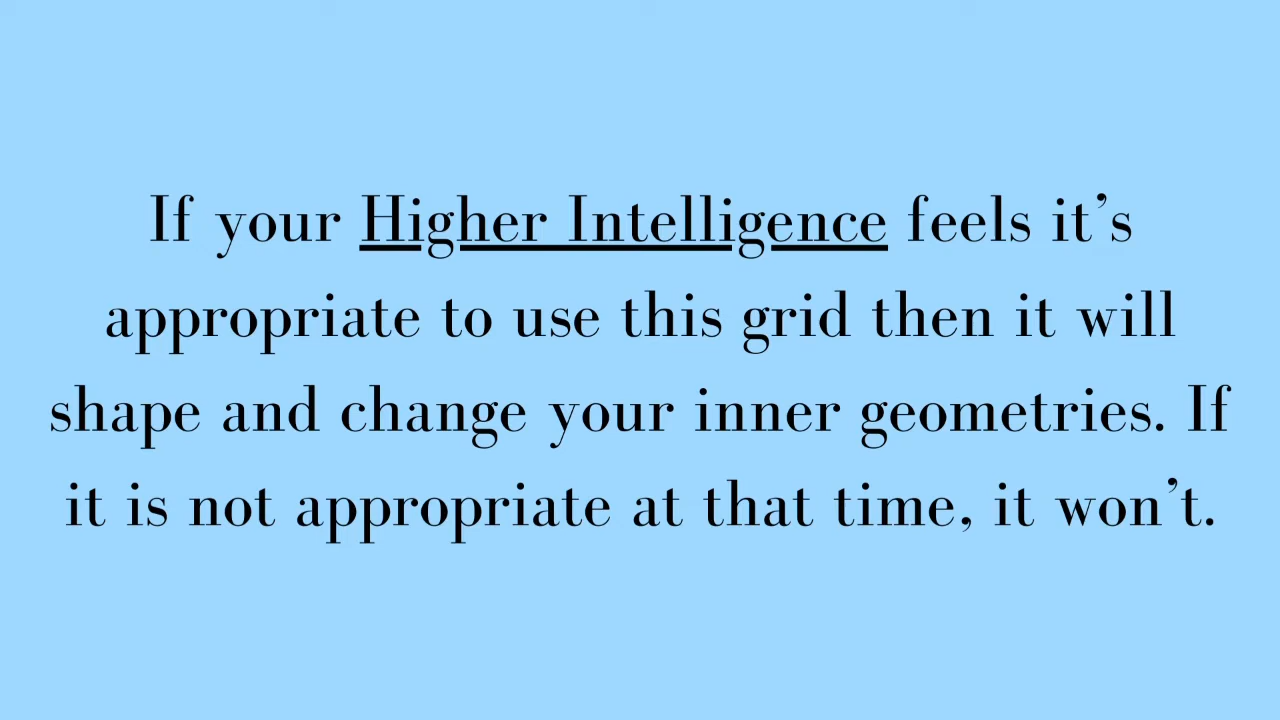 If your Higher Intelligence feels it’s
appropriate to use this grid then it will
shape and change your inner geometries. If
it is not appropriate at that time, it won’t.